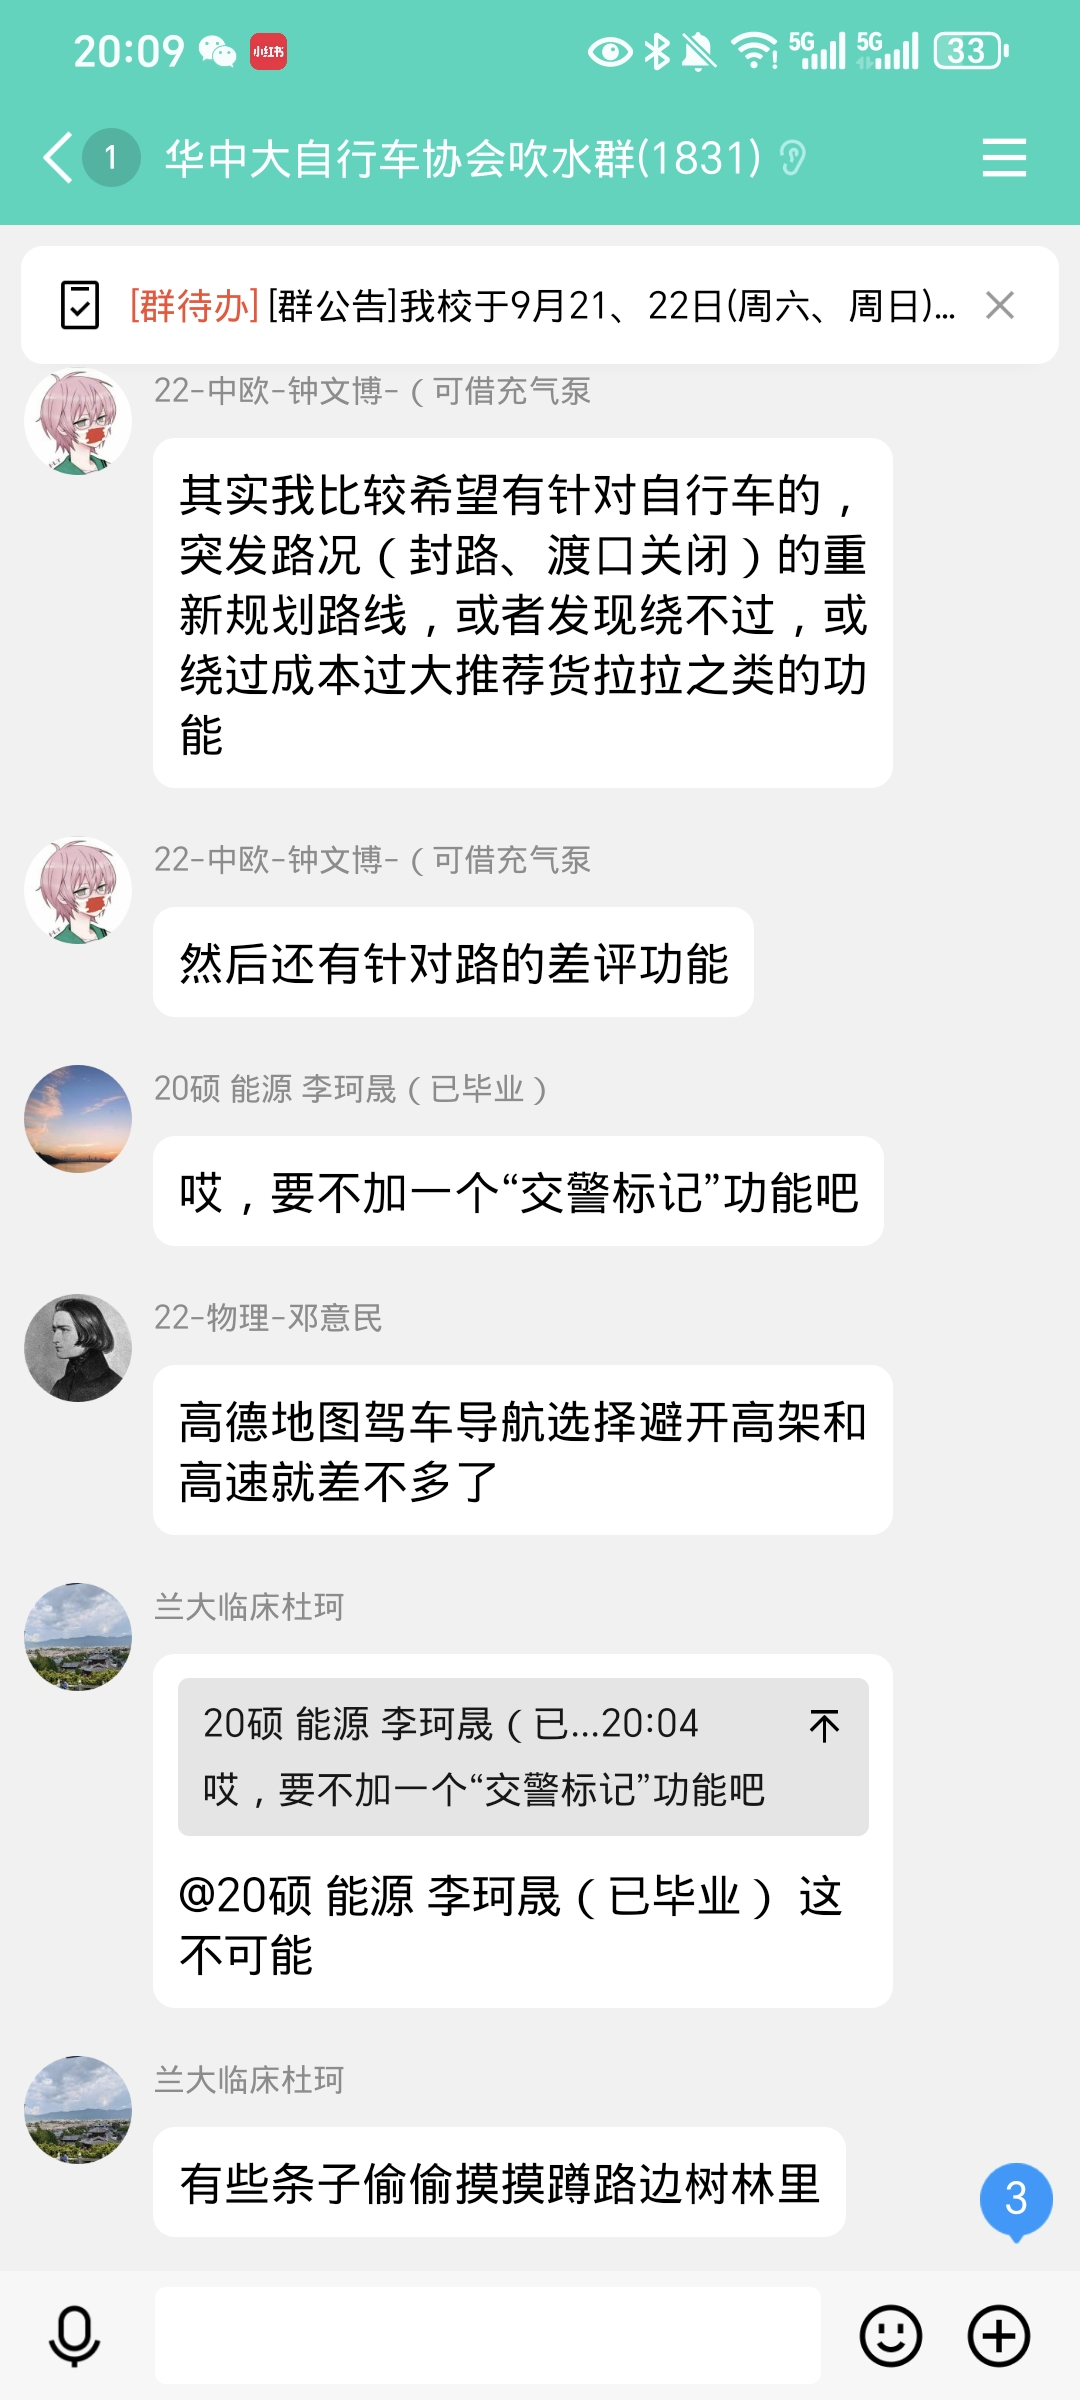 20:09 小红书 5G 5G 33
1 华中大自行车协会吹水群(1831)
[群待办][群公告]我校于9月21、22日(周六、周日)...
22-中欧-钟文博-（可借充气泵
其实我比较希望有针对自行车的，
突发路况（封路、渡口关闭）的重
新规划路线，或者发现绕不过，或
绕过成本过大推荐货拉拉之类的功
能
22-中欧-钟文博-（可借充气泵
然后还有针对路的差评功能
20硕 能源 李珂晟（已毕业）
哎，要不加一个“交警标记”功能吧
22-物理-邓意民
高德地图驾车导航选择避开高架和
高速就差不多了
兰大临床杜珂
20硕 能源 李珂晟（已...20:04
哎，要不加一个“交警标记”功能吧
@20硕 能源 李珂晟（已毕业） 这
不可能
兰大临床杜珂
有些条子偷偷摸摸蹲路边树林里
3